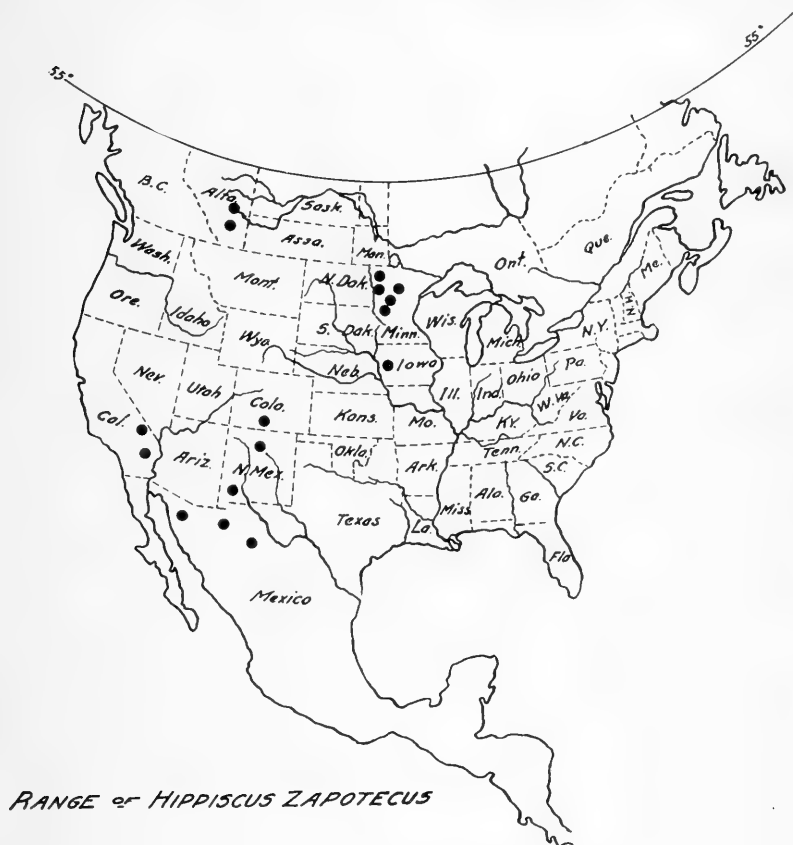 55°
55°
B.C.
Alta.
Sask.
Assa.
Man.
Ont.
Que.
Me.
Wash.
Mont.
N. Dak.
Ore.
Idaho
S. Dak.
Minn.
Wis.
Mich.
N.Y.
N.H.
Wyo.
Neb.
Iowa
Ill.
Ind.
Ohio
Pa.
Nev.
Utah
Colo.
Kans.
Mo.
Ky.
W. Va.
Va.
Cal.
Ariz.
N. Mex.
Okla.
Ark.
Tenn.
N.C.
S.C.
Miss.
Ala.
Ga.
Texas
La.
Fla
Mexico
RANGE OF HIPPISCUS ZAPOTECUS